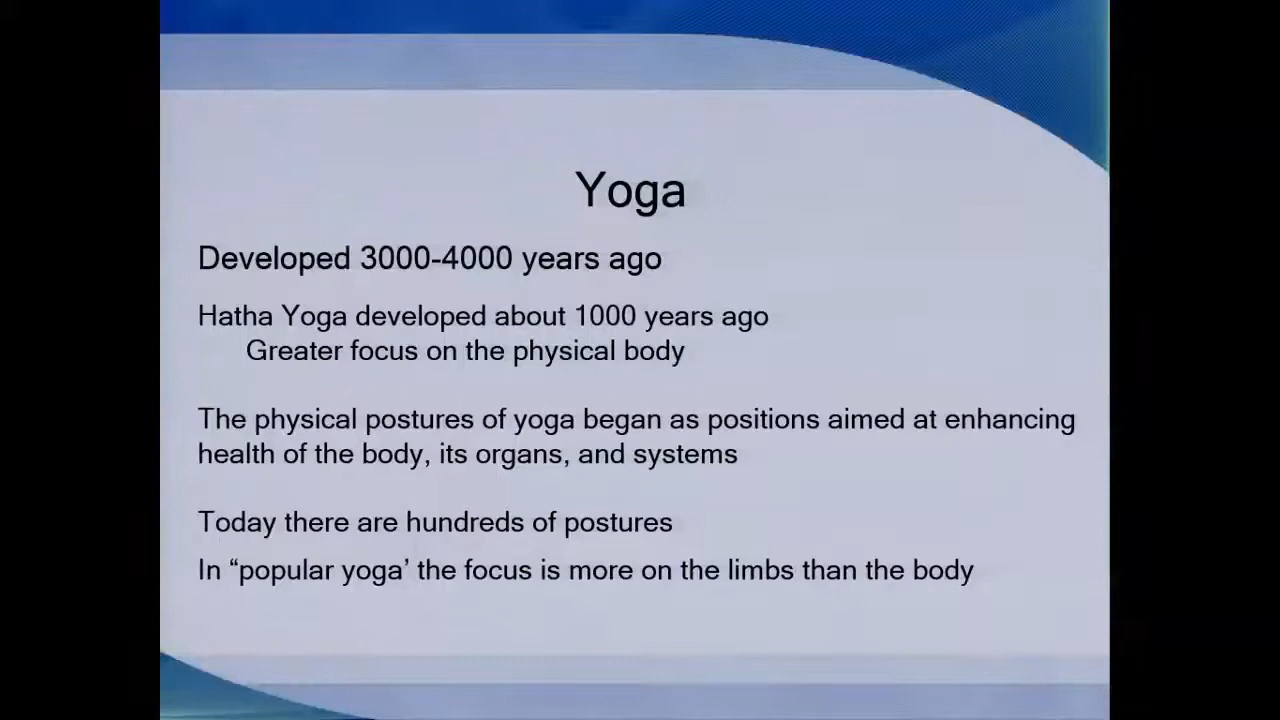 Yoga
Developed 3000-4000 years ago
Hatha Yoga developed about 1000 years ago
Greater focus on the physical body
The physical postures of yoga began as positions aimed at enhancing
health of the body, its organs, and systems
Today there are hundreds of postures
In “popular yoga’ the focus is more on the limbs than the body